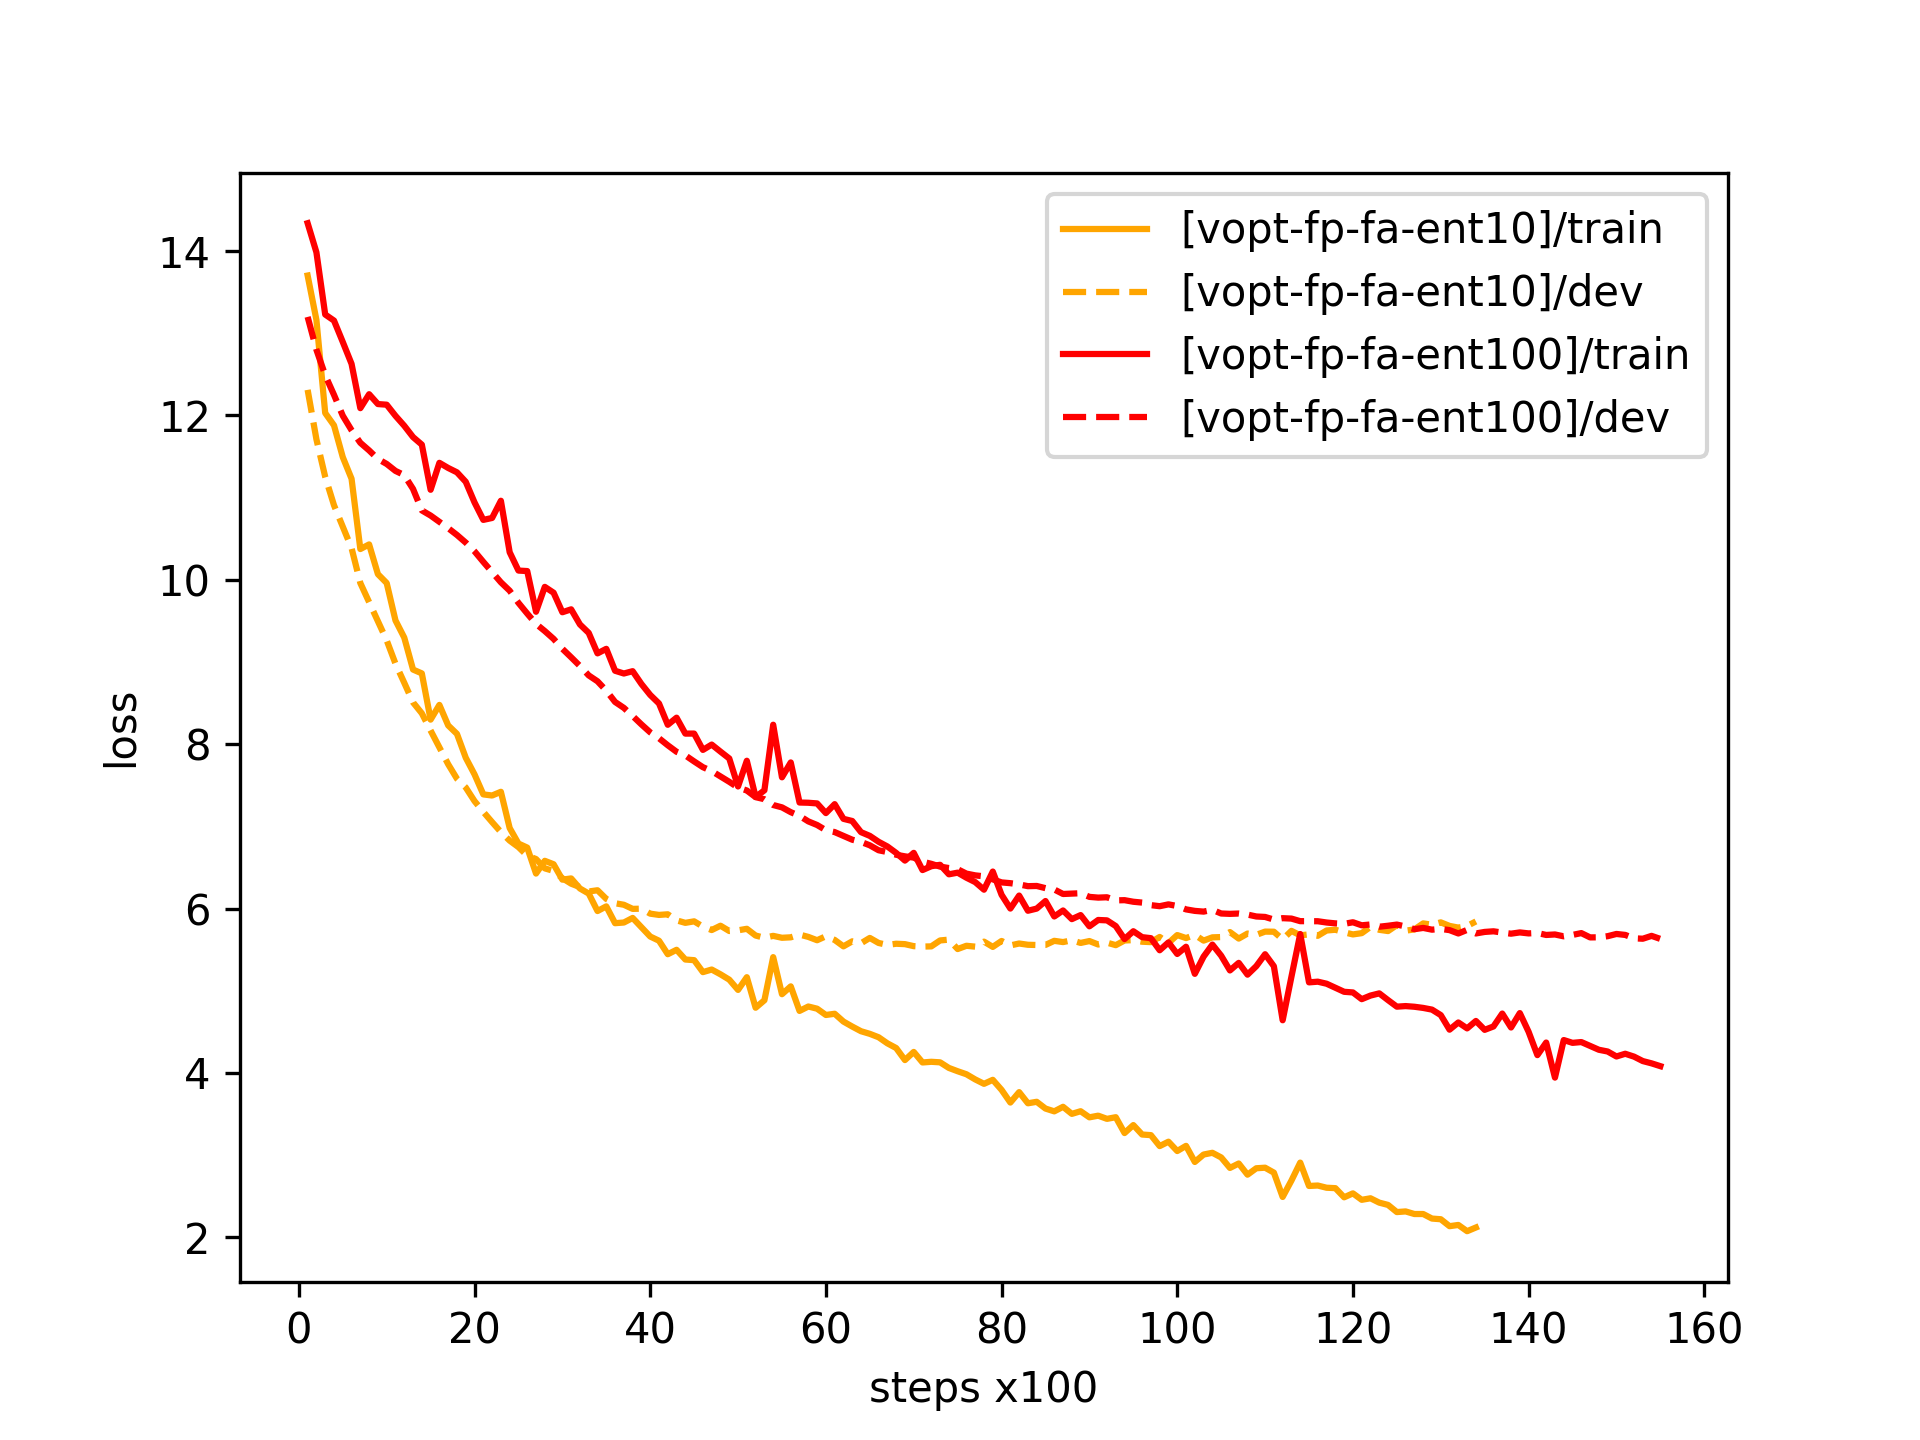 [vopt-fp-fa-ent10]/train
[vopt-fp-fa-ent10]/dev
[vopt-fp-fa-ent100]/train
[vopt-fp-fa-ent100]/dev
14
12
10
8
6
4
2
loss
0 20 40 60 80 100 120 140 160
steps x100